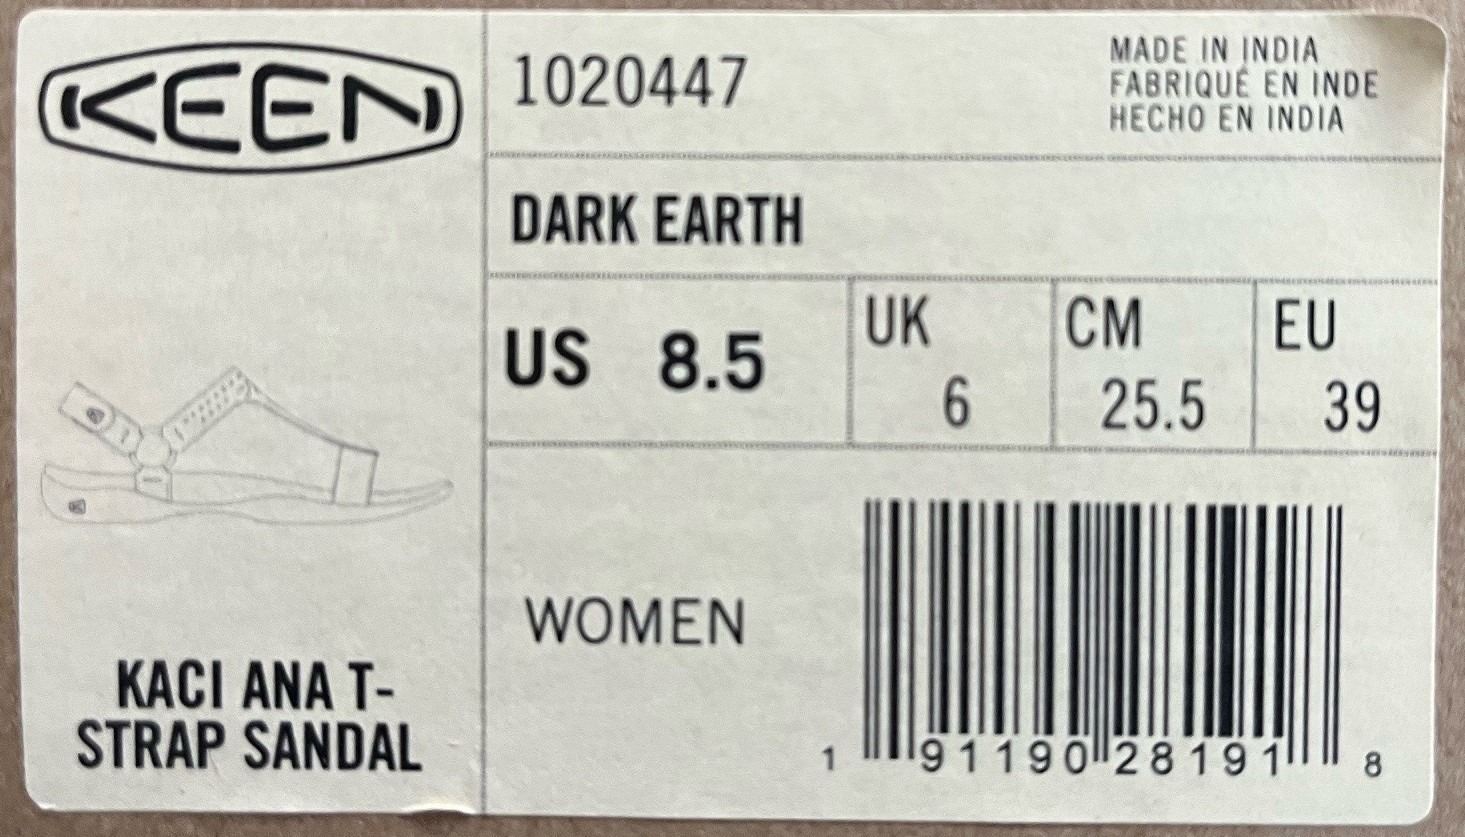 KEEN
1020447
MADE IN INDIA
FABRIQUÉ EN INDE
HECHO EN INDIA
DARK EARTH
US 8.5
UK
6
CM
25.5
EU
39
WOMEN
KACI ANA T-
STRAP SANDAL
1 91190 28191 8